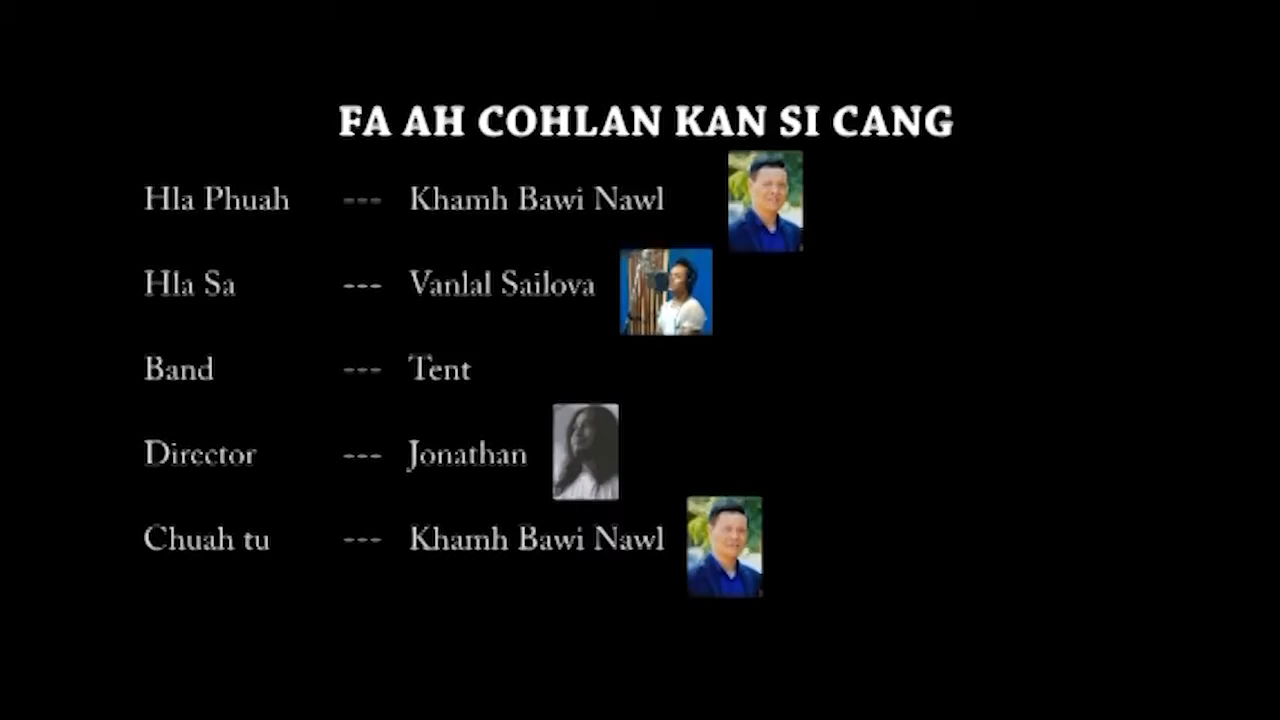 FA AH COHLAN KAN SI CANG
Hla Phuah --- Khamh Bawi Nawl
Hla Sa --- Vanlal Sailova
Band --- Tent
Director --- Jonathan
Chuah tu --- Khamh Bawi Nawl